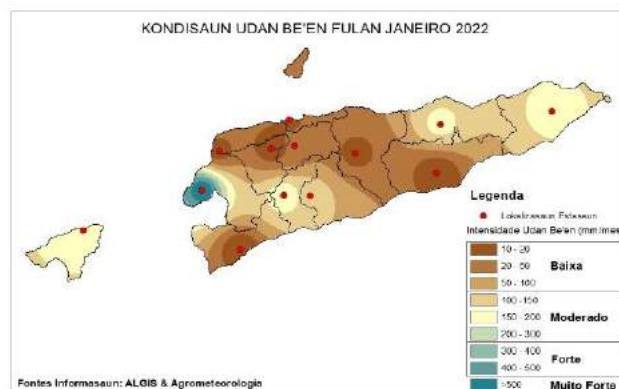 KONDISAUN UDAN BE'EN FULAN JANEIRO 2022
Legenda
Lokalizasaun Estasaun
Intensidade Udan Be'en (mm/mes
10 - 20
20 - 50 Baixa
50 - 100
100 - 150
150 - 200 Moderado
200 - 300
300 - 400 Forte
400 - 500
>500 Muito Forte
Fontes Informasaun: ALGIS & Agrometeorologia